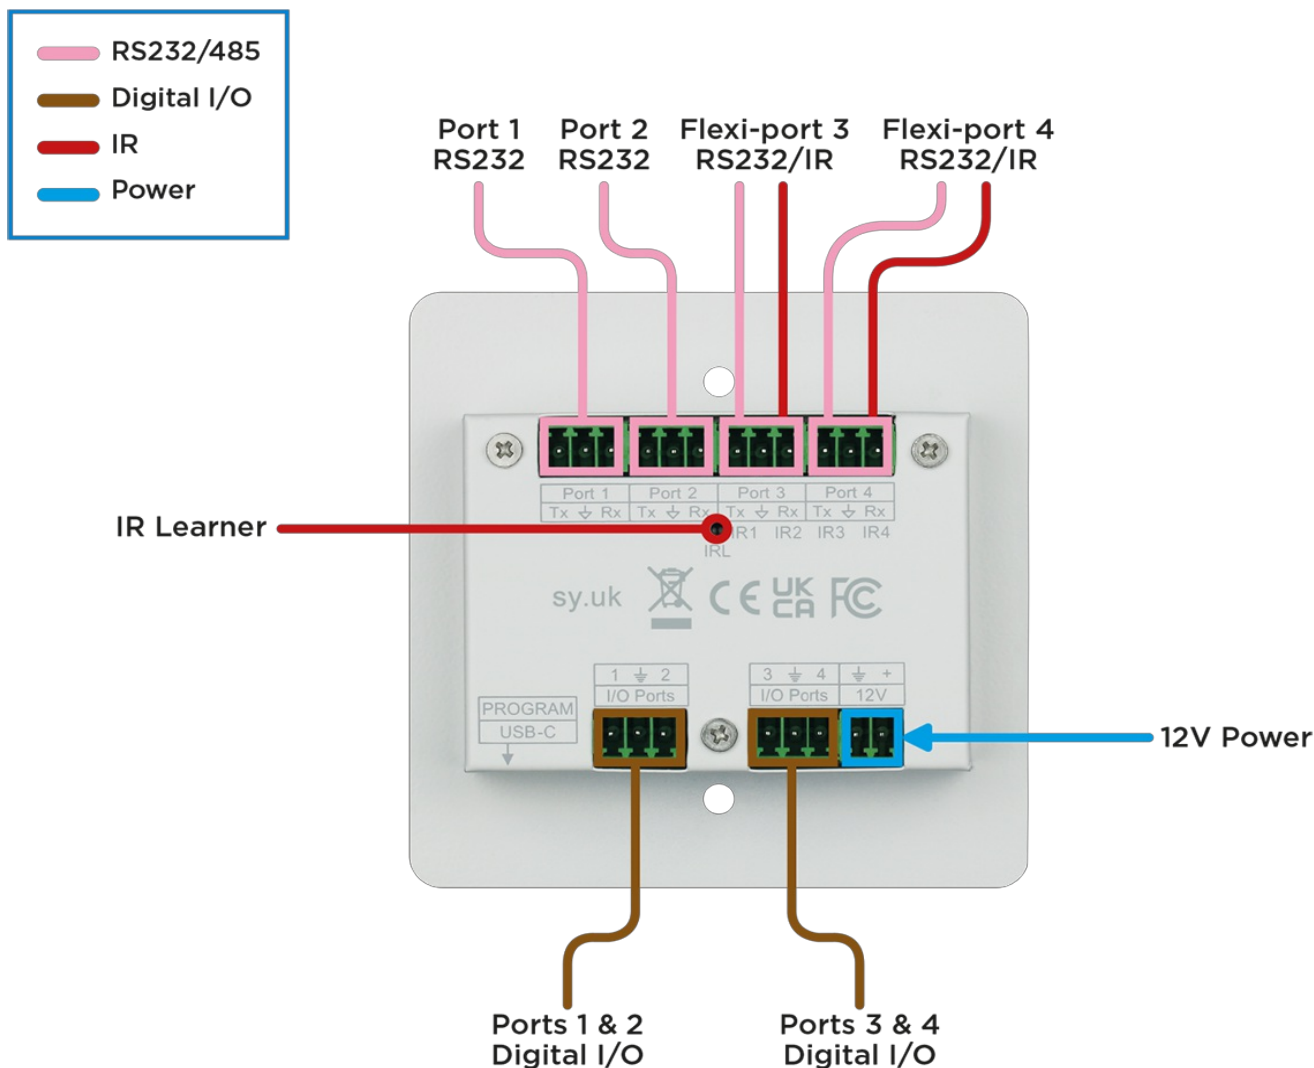 RS232/485
Digital I/O
IR
Power
Port 1
RS232
Port 2
RS232
Flexi-port 3
RS232/IR
Flexi-port 4
RS232/IR
Port 1 Port 2 Port 3 Port 4
Tx Rx Tx Rx Tx Rx Tx Rx
IR1 IR2 IR3 IR4
IRL
IR Learner
sy.uk CE UK CA FC
1 2
I/O Ports
3 4 +
I/O Ports 12V
PROGRAM
USB-C
12V Power
Ports 1 & 2
Digital I/O
Ports 3 & 4
Digital I/O